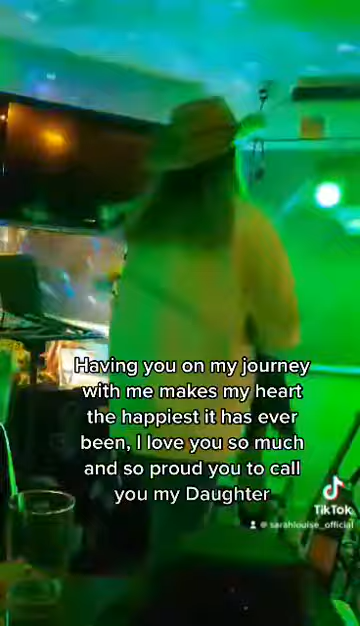 Having you on my journey
with me makes my heart
the happiest it has ever
been, I love you so much
and so proud you to call
you my Daughter
TikTok
@sarahlouise_official